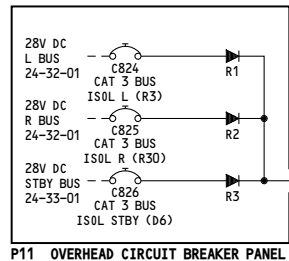 28V DC
L BUS
24-32-01
C824
CAT 3 BUS
ISOL L (R3)
R1
28V DC
R BUS
24-32-01
C825
CAT 3 BUS
ISOL R (R30)
R2
28V DC
STBY BUS
24-33-01
C826
CAT 3 BUS
ISOL STBY (D6)
R3
P11 OVERHEAD CIRCUIT BREAKER PANEL